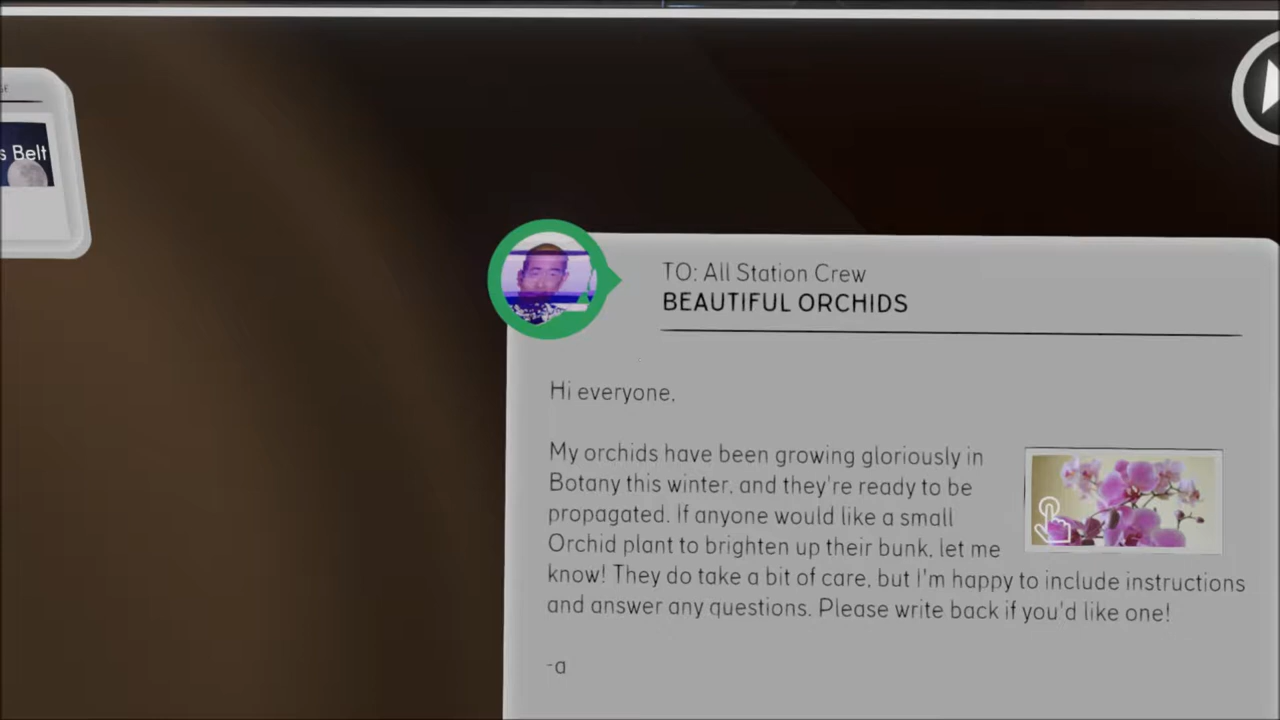 s Belt
TO: All Station Crew
BEAUTIFUL ORCHIDS
Hi everyone,
My orchids have been growing gloriously in
Botany this winter, and they're ready to be
propagated. If anyone would like a small
Orchid plant to brighten up their bunk, let me
know! They do take a bit of care, but I'm happy to include instructions
and answer any questions. Please write back if you'd like one!
-a